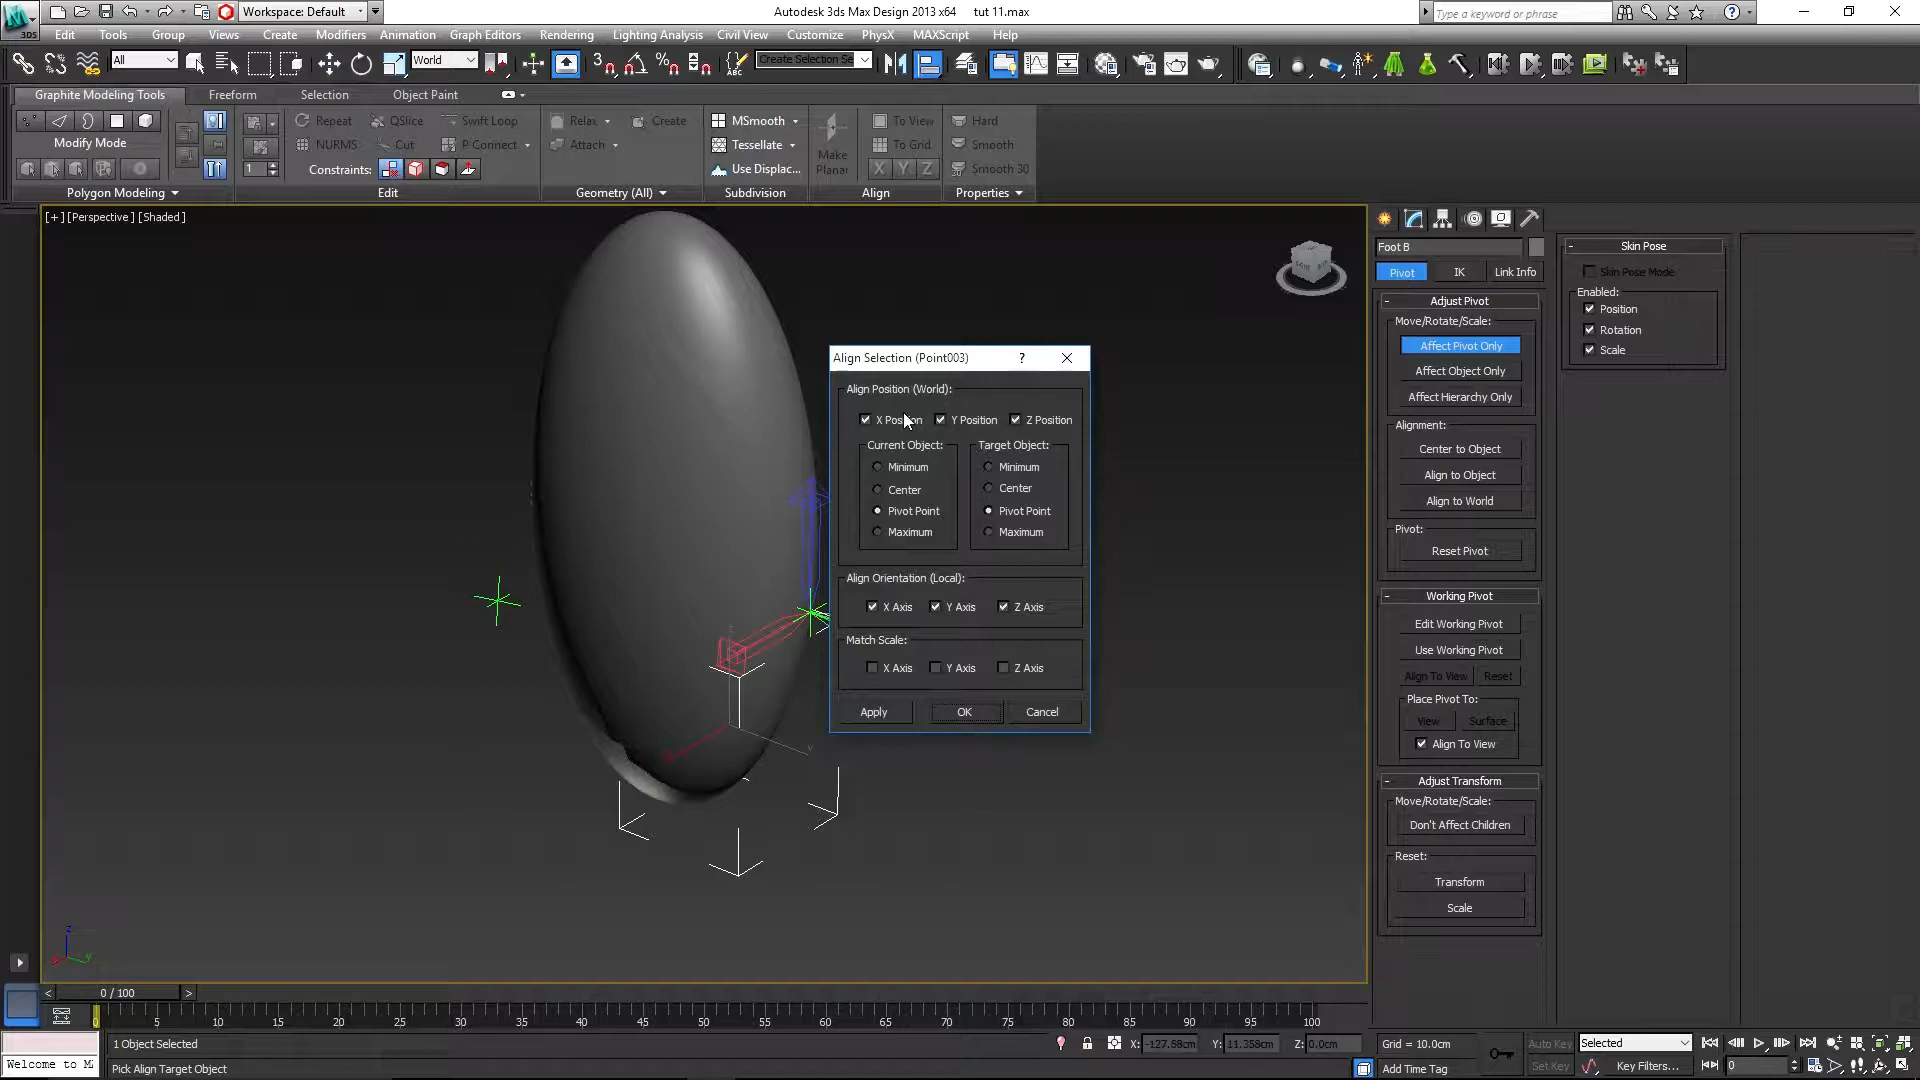 Workspace: Default
Autodesk 3ds Max Design 2013 x64 tut 11.max
Type a keyword or phrase
3DS
Edit Tools Group Views Create Modifiers Animation Graph Editors Rendering Lighting Analysis Civil View Customize PhysX MAXScript Help
All
World
3
Create Selection Se
Graphite Modeling Tools Freeform Selection Object Paint
Repeat QSlice Swift Loop Relax Create MSmooth To View Hard
Modify Mode NURMS Cut P Connect Attach Tessellate Make Planar To Grid Smooth
1 Constraints: Use Displac... X Y Z Smooth 30
Polygon Modeling Edit Geometry (All) Subdivision Align Properties
[+] [Perspective] [Shaded]
Foot B
Pivot IK Link Info
- Adjust Pivot
Move/Rotate/Scale:
Affect Pivot Only
Affect Object Only
Affect Hierarchy Only
Alignment:
Center to Object
Align to Object
Align to World
Pivot:
Reset Pivot
- Working Pivot
Edit Working Pivot
Use Working Pivot
Align To View Reset
Place Pivot To:
View Surface
Align To View
- Adjust Transform
Move/Rotate/Scale:
Don't Affect Children
Reset:
Transform
Scale
- Skin Pose
Skin Pose Mode
Enabled:
Position
Rotation
Scale
Align Selection (Point003) ?
Align Position (World):
X Position Y Position Z Position
Current Object: Target Object:
Minimum Minimum
Center Center
Pivot Point Pivot Point
Maximum Maximum
Align Orientation (Local):
X Axis Y Axis Z Axis
Match Scale:
X Axis Y Axis Z Axis
Apply OK Cancel
z
y
< 0 / 100 >
0 5 10 15 20 25 30 35 40 45 50 55 60 65 70 75 80 85 90 95 100
1 Object Selected X: -127.58cm Y: 11.358cm Z: 0.0cm Grid = 10.0cm Auto Key Selected
Welcome to M Pick Align Target Object Add Time Tag Set Key Key Filters... 0